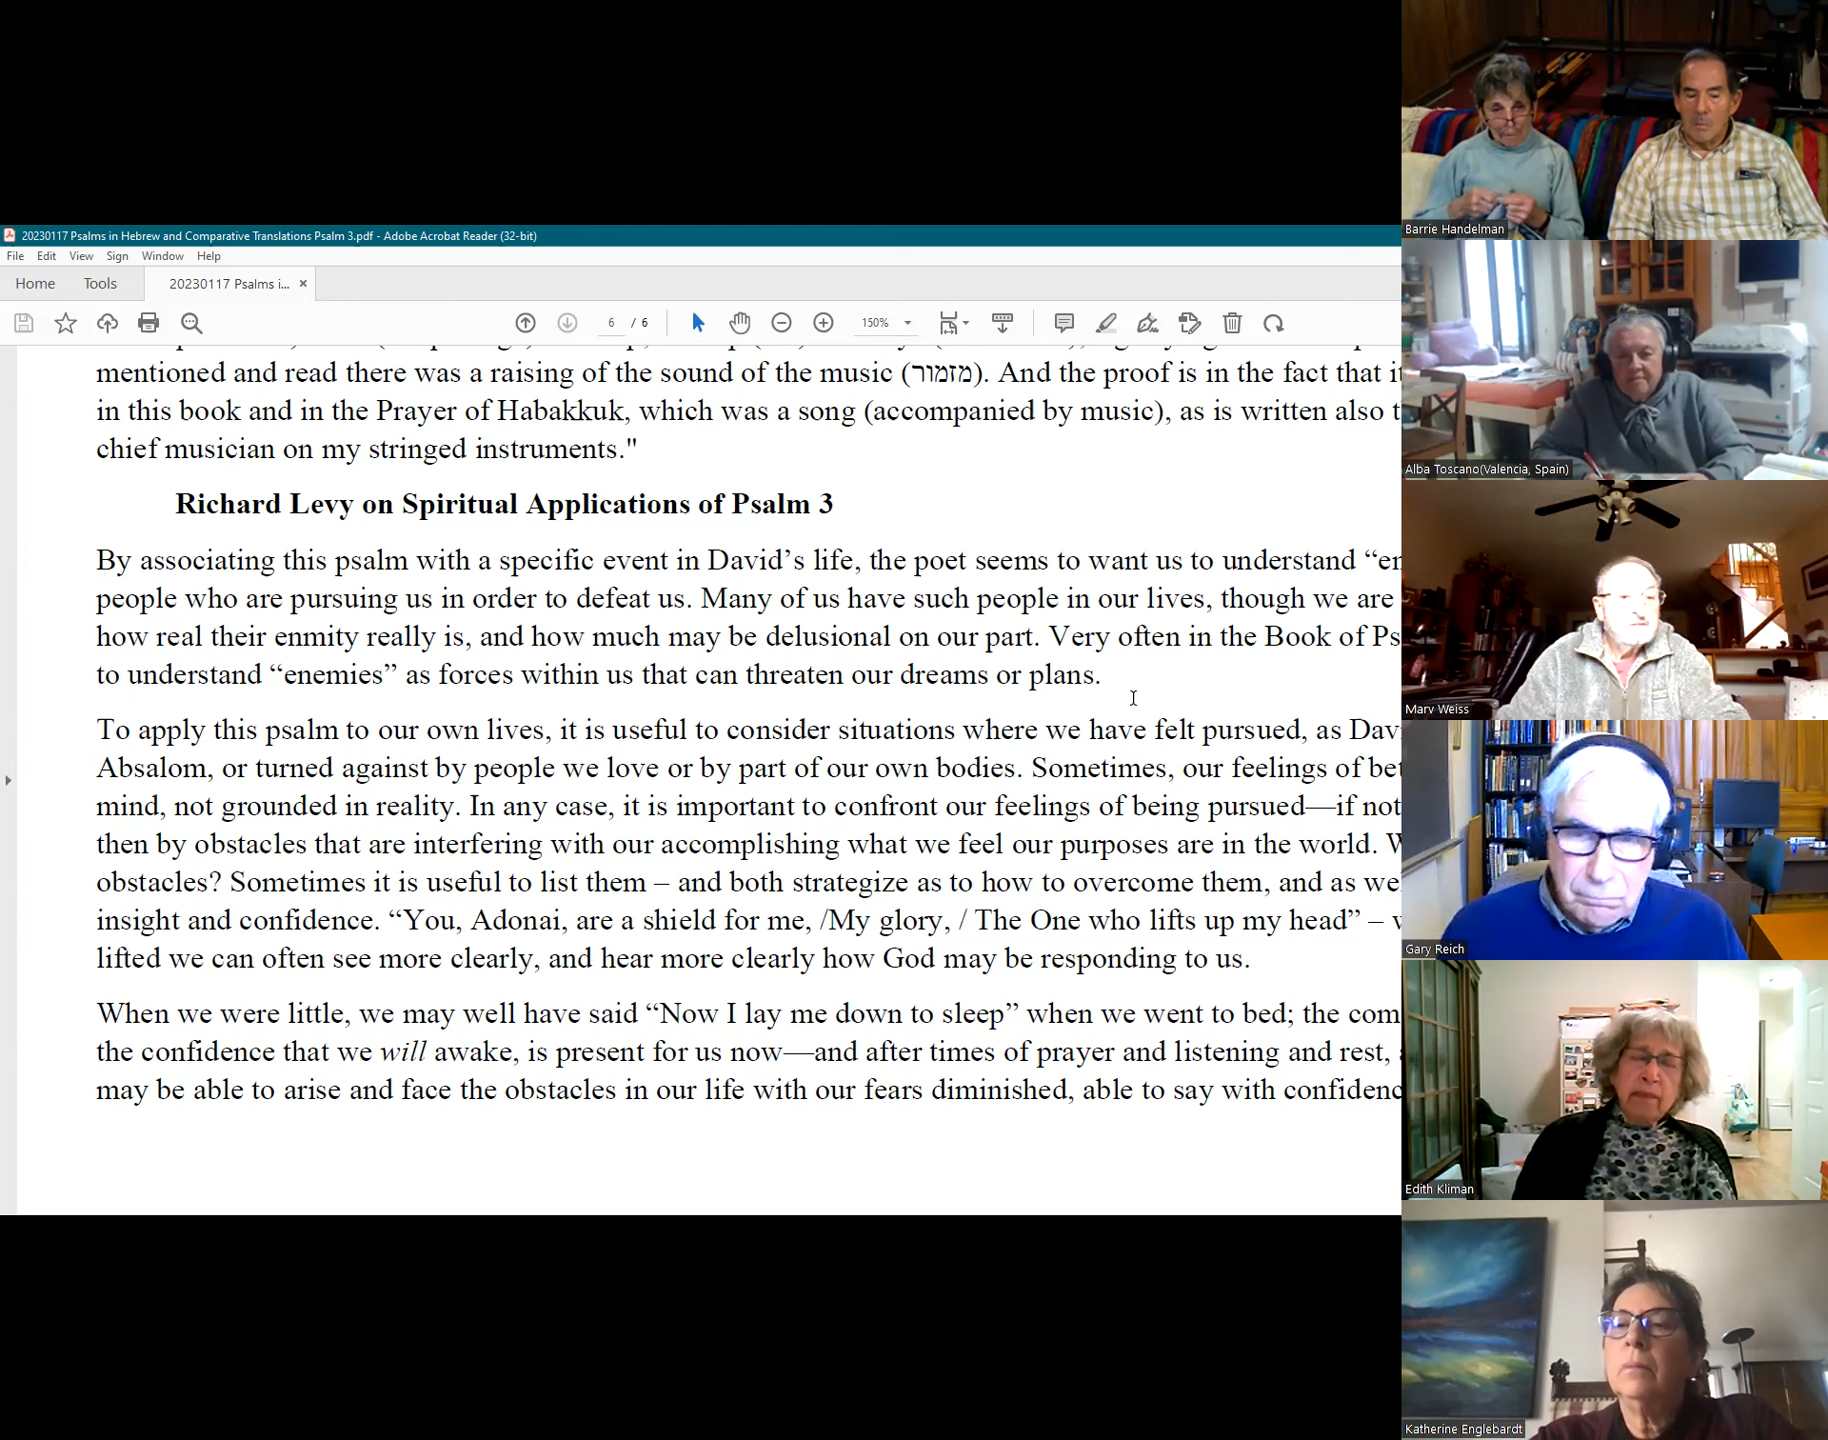 20230117 Psalms in Hebrew and Comparative Translations Psalm 3.pdf - Adobe Acrobat Reader (32-bit)
File Edit View Sign Window Help
Home Tools 20230117 Psalms i... ×
6 / 6 150%
mentioned and read there was a raising of the sound of the music (מזמור). And the proof is in the fact that i
in this book and in the Prayer of Habakkuk, which was a song (accompanied by music), as is written also t
chief musician on my stringed instruments."
Richard Levy on Spiritual Applications of Psalm 3
By associating this psalm with a specific event in David’s life, the poet seems to want us to understand “en
people who are pursuing us in order to defeat us. Many of us have such people in our lives, though we are
how real their enmity really is, and how much may be delusional on our part. Very often in the Book of Ps
to understand “enemies” as forces within us that can threaten our dreams or plans.
To apply this psalm to our own lives, it is useful to consider situations where we have felt pursued, as Dav
Absalom, or turned against by people we love or by part of our own bodies. Sometimes, our feelings of bet
mind, not grounded in reality. In any case, it is important to confront our feelings of being pursued—if not
then by obstacles that are interfering with our accomplishing what we feel our purposes are in the world. W
obstacles? Sometimes it is useful to list them – and both strategize as to how to overcome them, and as we
insight and confidence. “You, Adonai, are a shield for me, /My glory, / The One who lifts up my head” – w
lifted we can often see more clearly, and hear more clearly how God may be responding to us.
When we were little, we may well have said “Now I lay me down to sleep” when we went to bed; the com
the confidence that we will awake, is present for us now—and after times of prayer and listening and rest,
may be able to arise and face the obstacles in our life with our fears diminished, able to say with confidenc
Barrie Handelman
Alba Toscano(Valencia, Spain)
Marv Weiss
Gary Reich
Edith Kliman
Katherine Englebardt